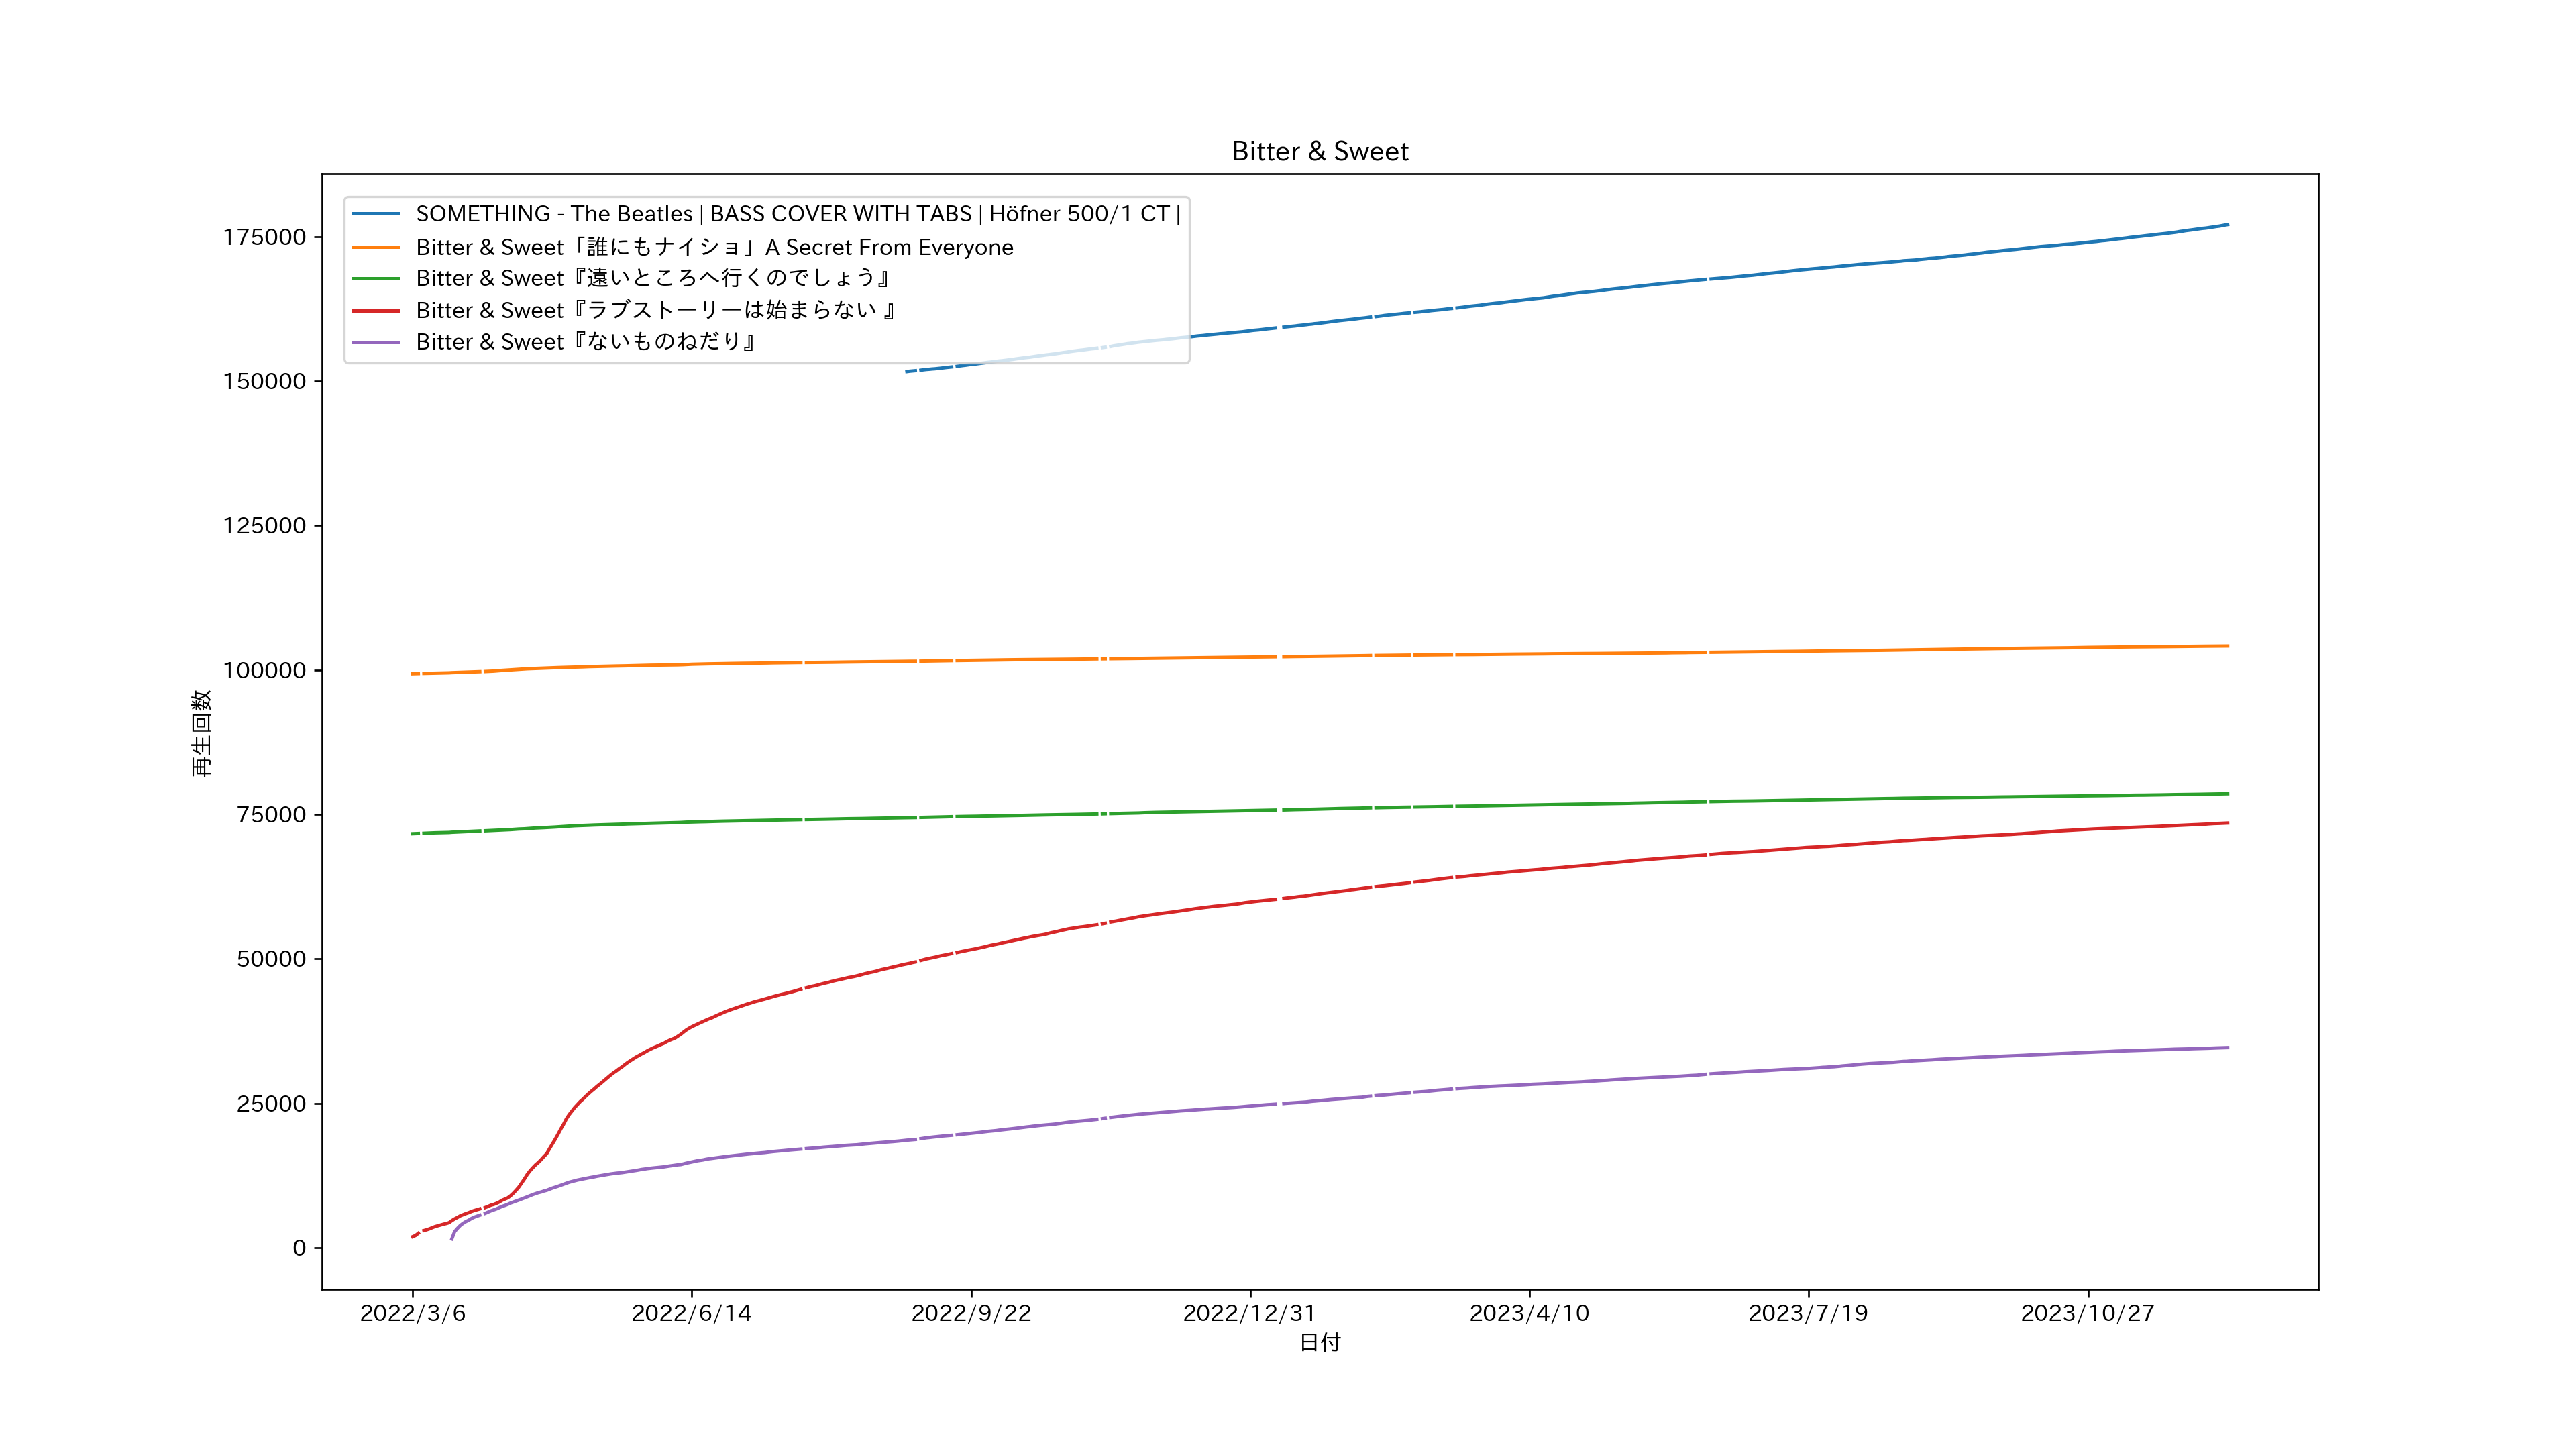 Bitter & Sweet
SOMETHING - The Beatles | BASS COVER WITH TABS | Höfner 500/1 CT |
Bitter & Sweet「誰にもナイショ」A Secret From Everyone
Bitter & Sweet『遠いところへ行くのでしょう』
Bitter & Sweet『ラブストーリーは始まらない 』
Bitter & Sweet『ないものねだり』
175000
150000
125000
100000
75000
50000
25000
0
再生回数
2022/3/6
2022/6/14
2022/9/22
2022/12/31
2023/4/10
2023/7/19
2023/10/27
日付